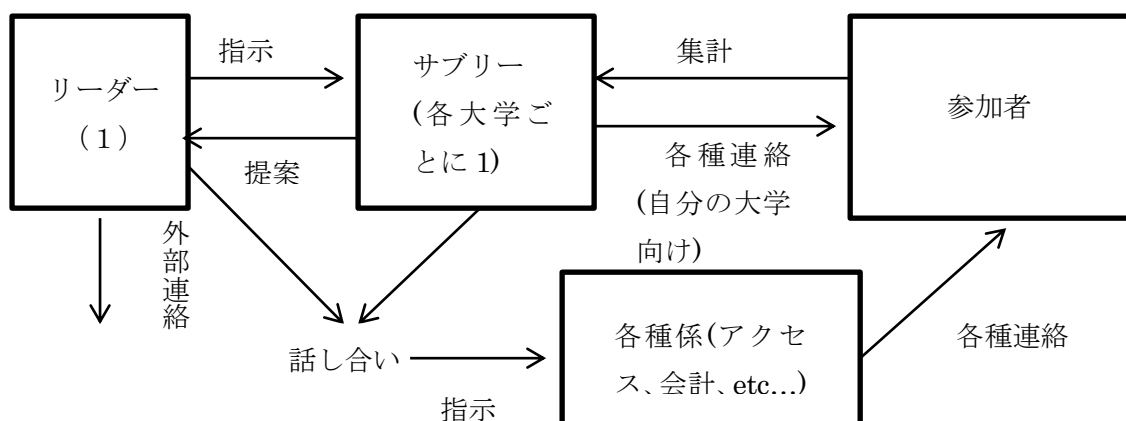 指示
リーダー
（１）
提案
サブリー
(各大学ご
とに 1)
集計
各種連絡
(自分の大学
向け)
参加者
外部連絡
話し合い
指示
各種係(アクセ
ス、会計、etc...)
各種連絡